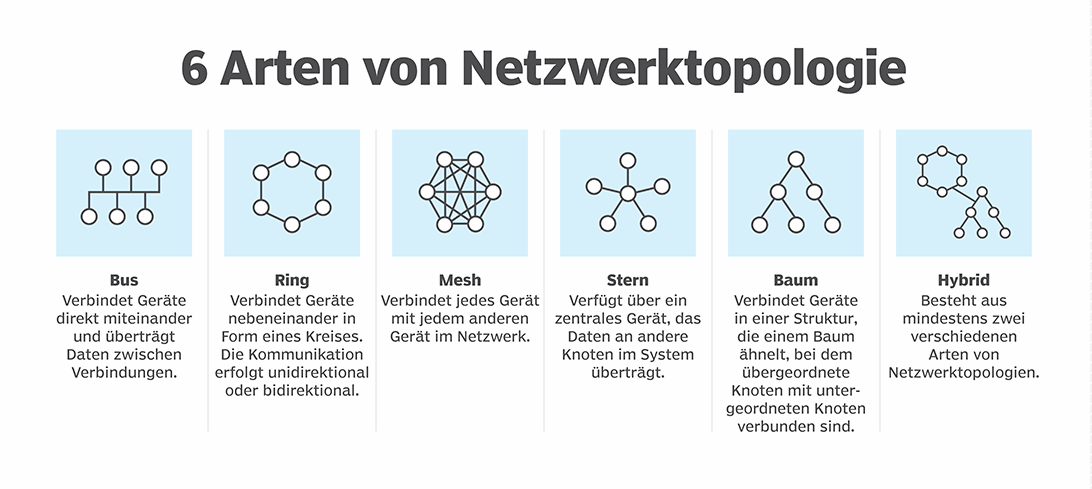 6 Arten von Netzwerktopologie
Bus
Verbindet Geräte
direkt miteinander
und überträgt
Daten zwischen
Verbindungen.
Ring
Verbindet Geräte
nebeneinander in
Form eines Kreises.
Die Kommunikation
erfolgt unidirektional
oder bidirektional.
Mesh
Verbindet jedes Gerät
mit jedem anderen
Gerät im Netzwerk.
Stern
Verfügt über ein
zentrales Gerät, das
Daten an andere
Knoten im System
überträgt.
Baum
Verbindet Geräte
in einer Struktur,
die einem Baum
ähnelt, bei dem
übergeordnete
Knoten mit unter-
geordneten Knoten
verbunden sind.
Hybrid
Besteht aus
mindestens zwei
verschiedenen
Arten von
Netzwerktopologien.